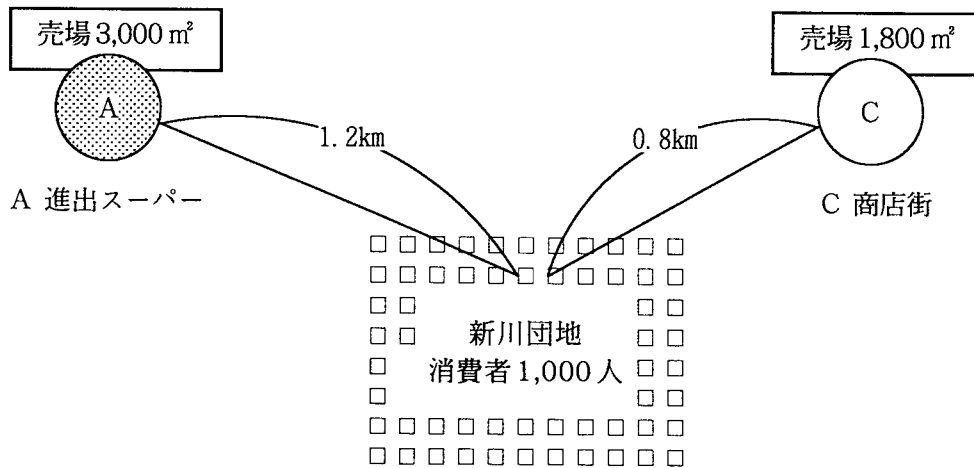 売場3,000㎡
売場1,800㎡
A
C
1.2km
0.8km
A 進出スーパー
C 商店街
新川団地
消費者1,000人